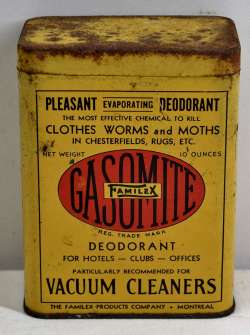 PLEASANT EVAPORATING DEODORANT
THE MOST EFFECTIVE CHEMICAL TO KILL
CLOTHES WORMS and MOTHS
IN CHESTERFIELDS, RUGS, ETC.
NET WEIGHT 10 OUNCES
GASOMITE
FAMILEX
REG. TRADE MARK
DEODORANT
FOR HOTELS — CLUBS — OFFICES
PARTICULARLY RECOMMENDED FOR
VACUUM CLEANERS
THE FAMILEX PRODUCTS COMPANY • MONTREAL